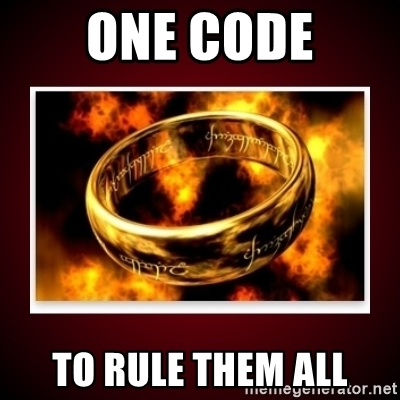 ONE CODE
TO RULE THEM ALL
memegenerator.net